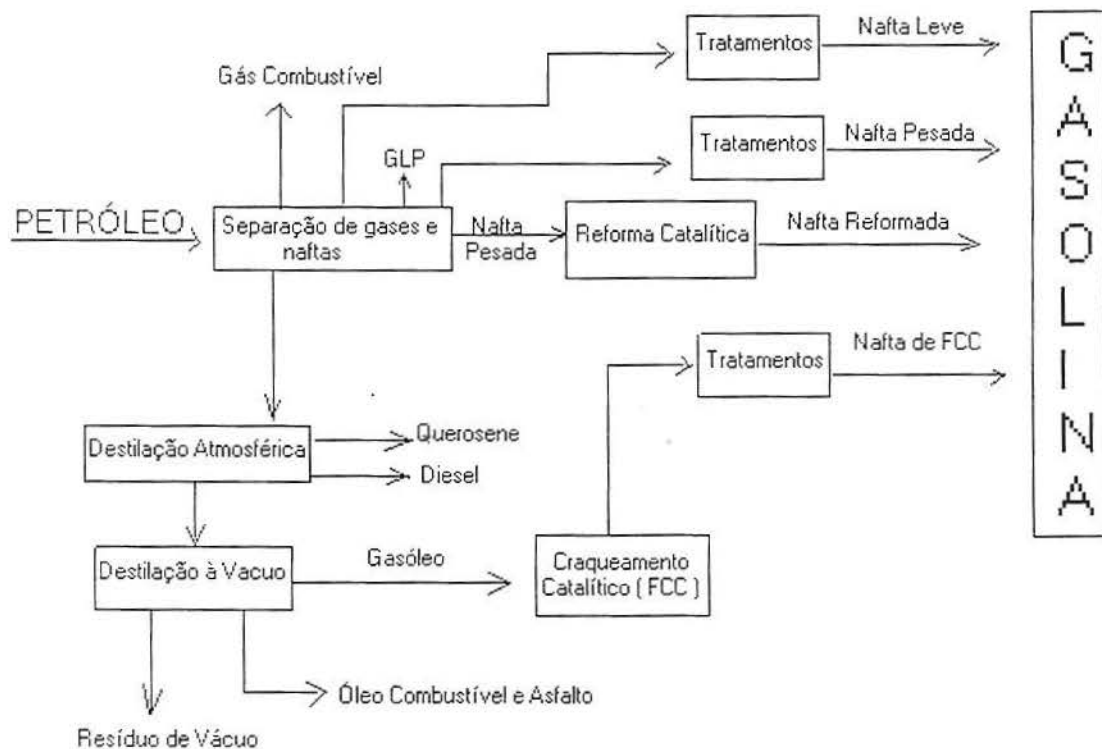 Tratamentos
Nafta Leve
Gás Combustível
Tratamentos
Nafta Pesada
GLP
PETRÓLEO
Separação de gases e
naftas
Nafta
Pesada
Reforma Catalítica
Nafta Reformada
Tratamentos
Nafta de FCC
Destilação Atmosférica
Querosene
Diesel
Destilação à Vacuo
Gasóleo
Craqueamento
Catalítico ( FCC )
Óleo Combustível e Asfalto
Resíduo de Vácuo
GASOLINA